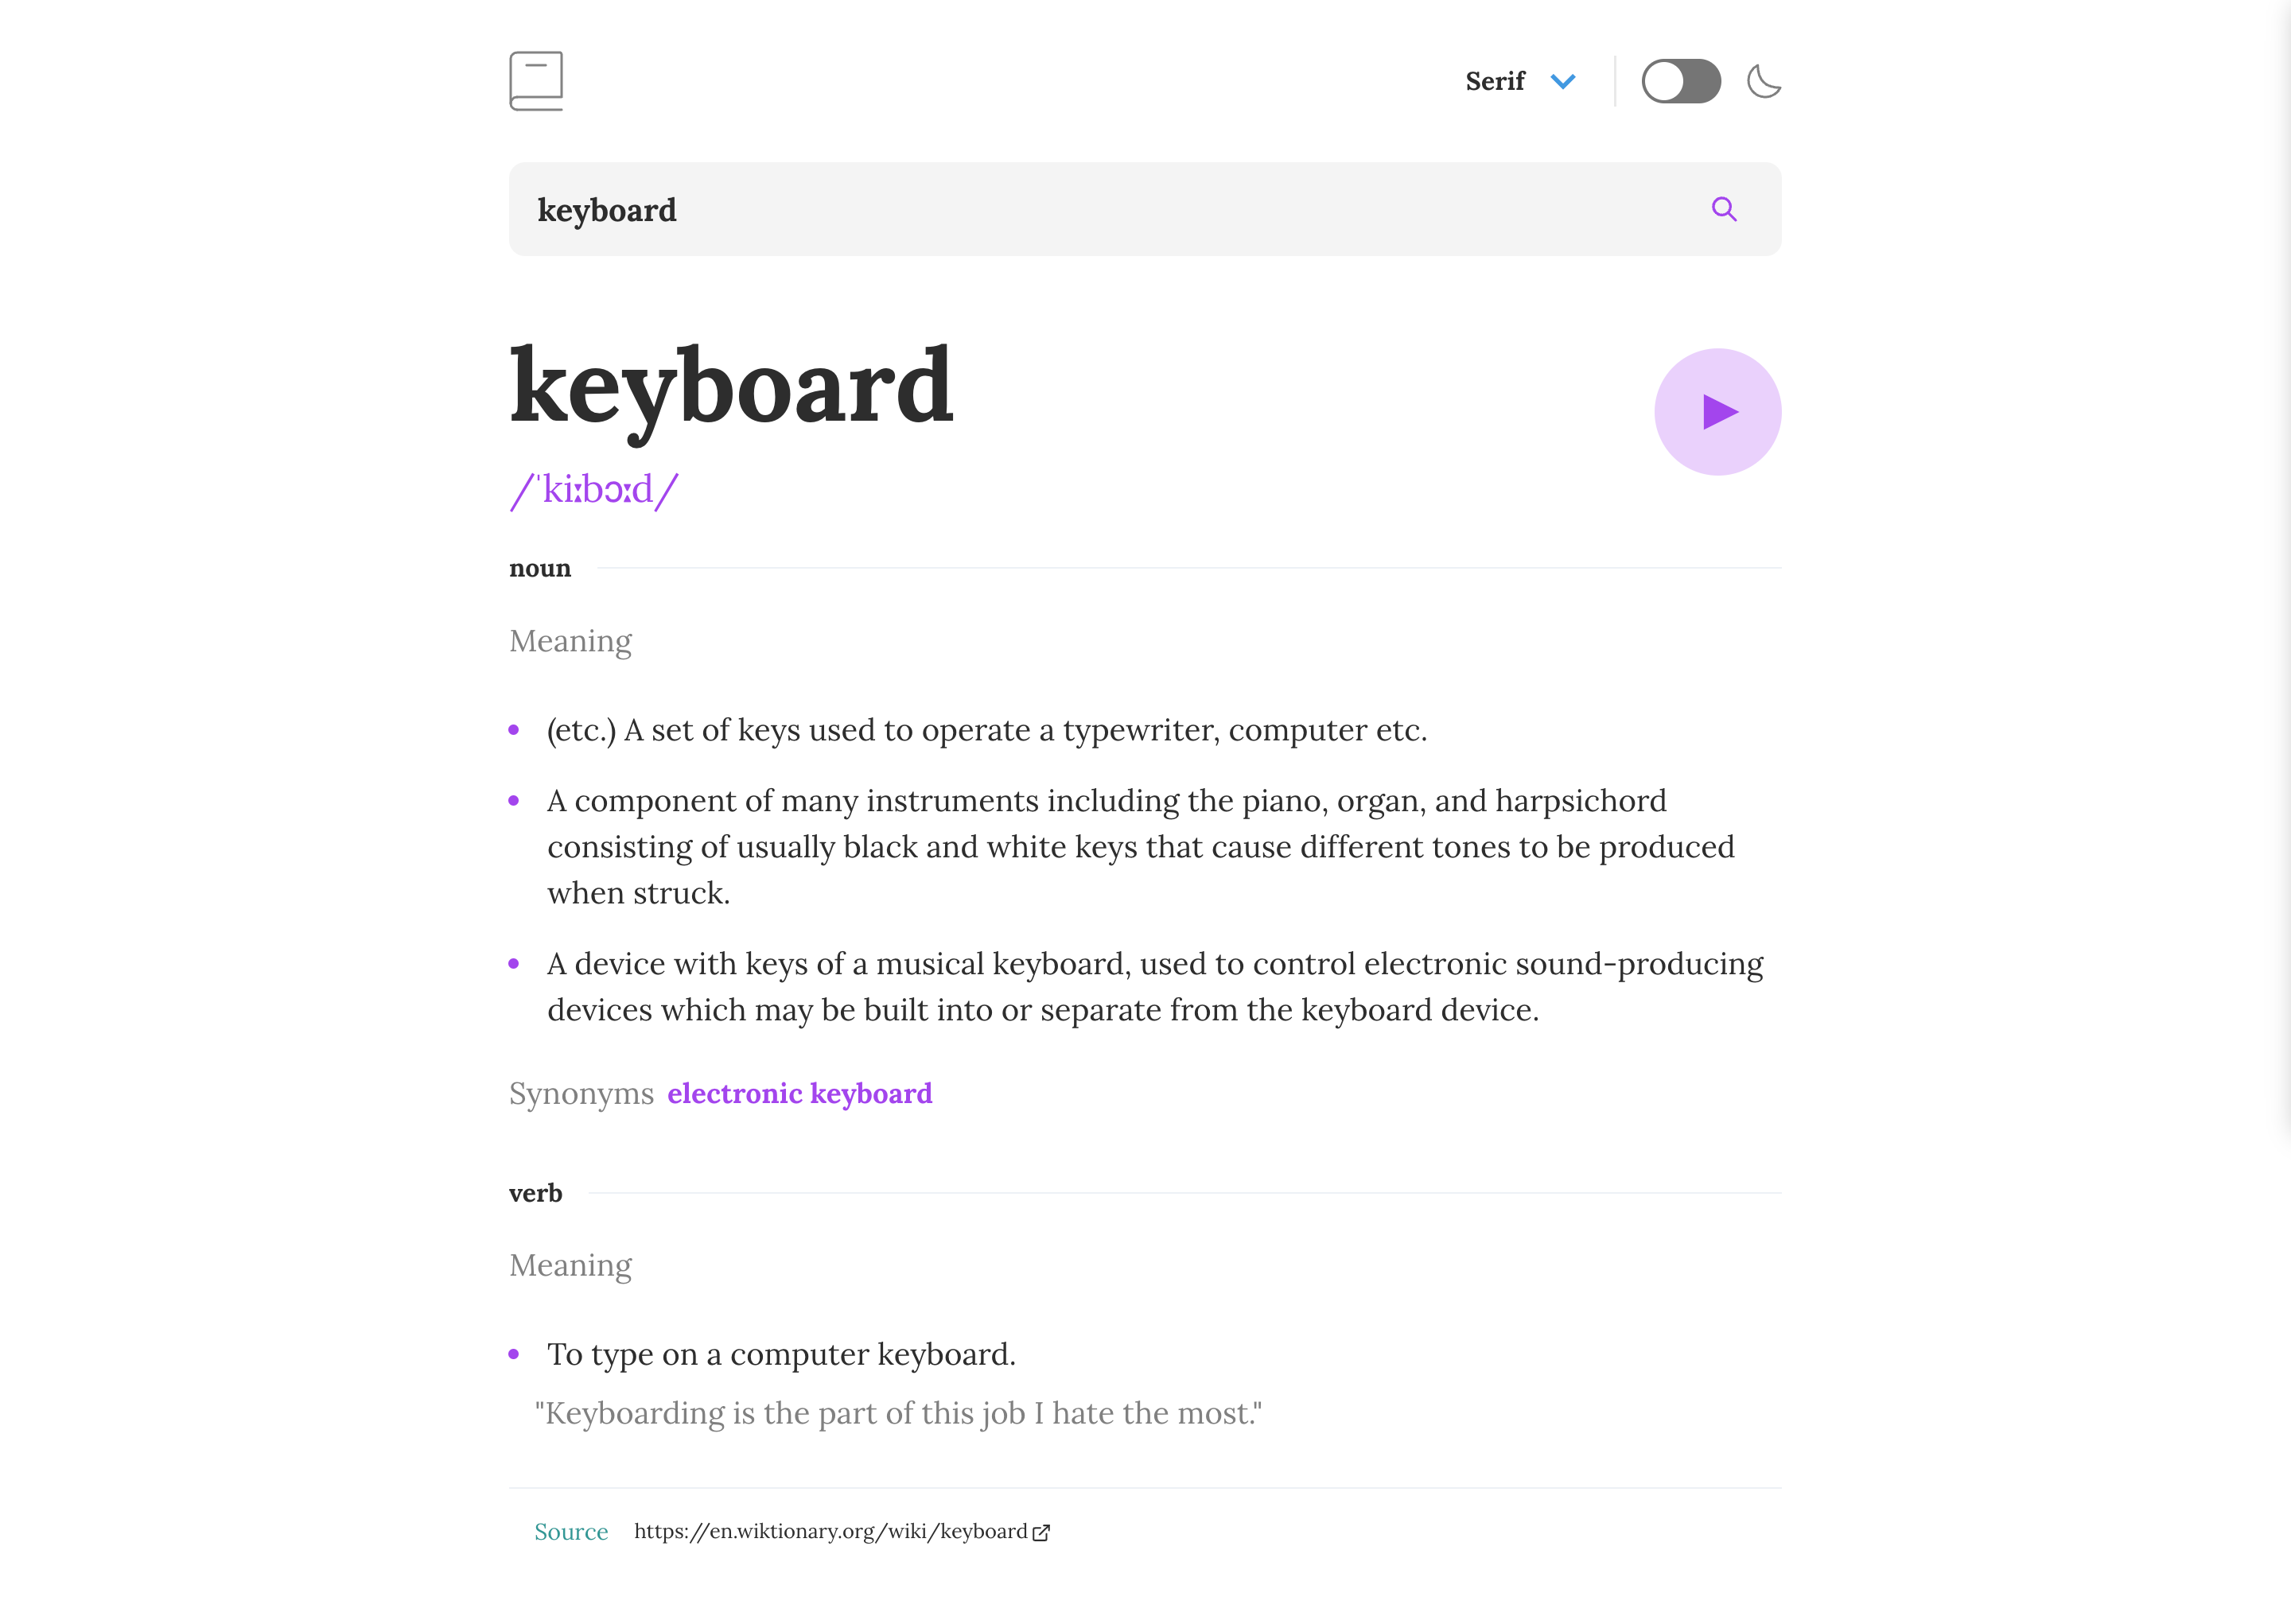 Serif
keyboard
keyboard
/ˈkiːbɔːd/
noun
Meaning
(etc.) A set of keys used to operate a typewriter, computer etc.
A component of many instruments including the piano, organ, and harpsichord
consisting of usually black and white keys that cause different tones to be produced
when struck.
A device with keys of a musical keyboard, used to control electronic sound-producing
devices which may be built into or separate from the keyboard device.
Synonyms electronic keyboard
verb
Meaning
To type on a computer keyboard.
"Keyboarding is the part of this job I hate the most."
Source https://en.wiktionary.org/wiki/keyboard